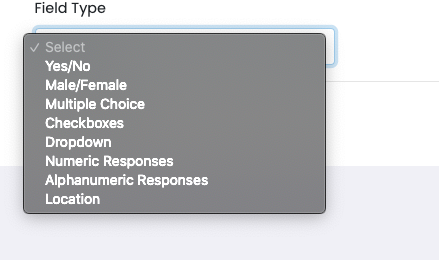 Field Type
✓ Select
Yes/No
Male/Female
Multiple Choice
Checkboxes
Dropdown
Numeric Responses
Alphanumeric Responses
Location